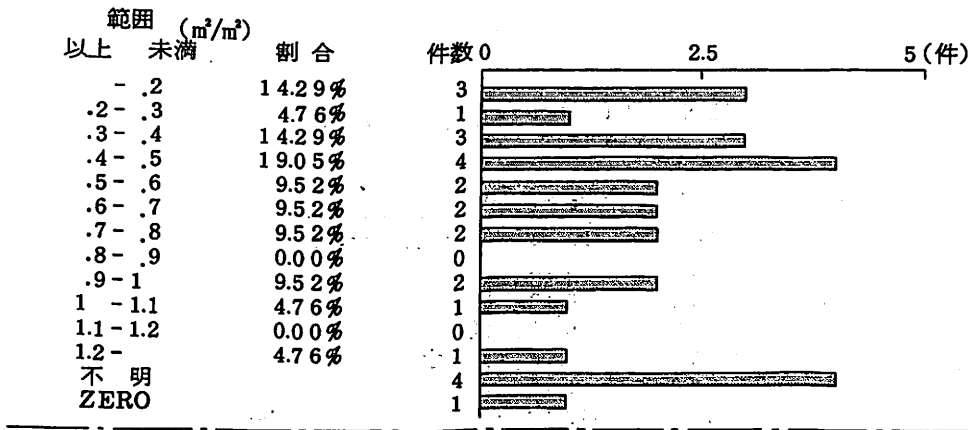 範囲 (㎡/㎡)
以上 未満 割合 件数 0 2.5 5 (件)
- .2 14.29% 3
.2 - .3 4.76% 1
.3 - .4 14.29% 3
.4 - .5 19.05% 4
.5 - .6 9.52% 2
.6 - .7 9.52% 2
.7 - .8 9.52% 2
.8 - .9 0.00% 0
.9 - 1 9.52% 2
1 - 1.1 4.76% 1
1.1 - 1.2 0.00% 0
1.2 - 4.76% 1
不明 4
ZERO 1